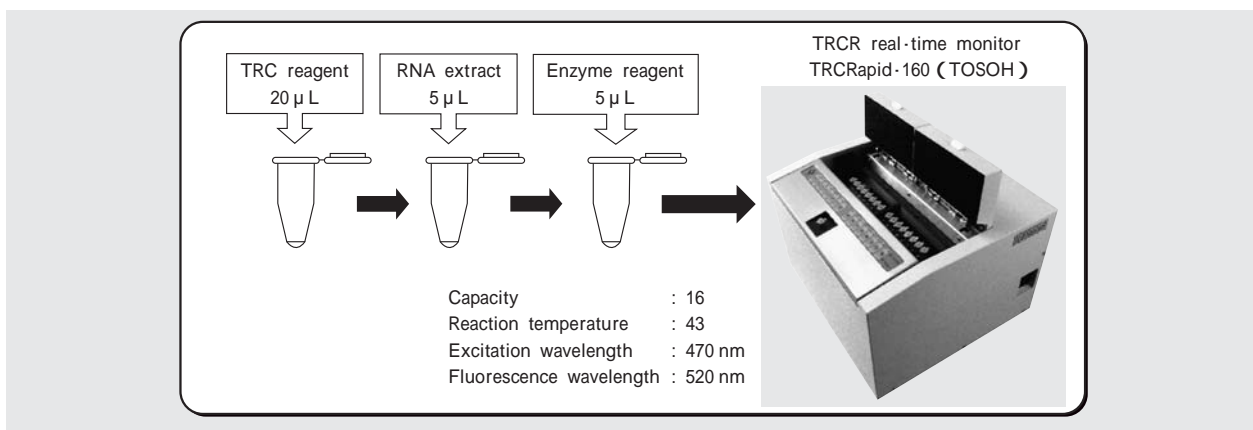 TRC reagent
20 μ L
RNA extract
5 μ L
Enzyme reagent
5 μ L
TRCR real-time monitor
TRCRapid-160 (TOSOH)
Capacity : 16
Reaction temperature : 43
Excitation wavelength : 470 nm
Fluorescence wavelength : 520 nm